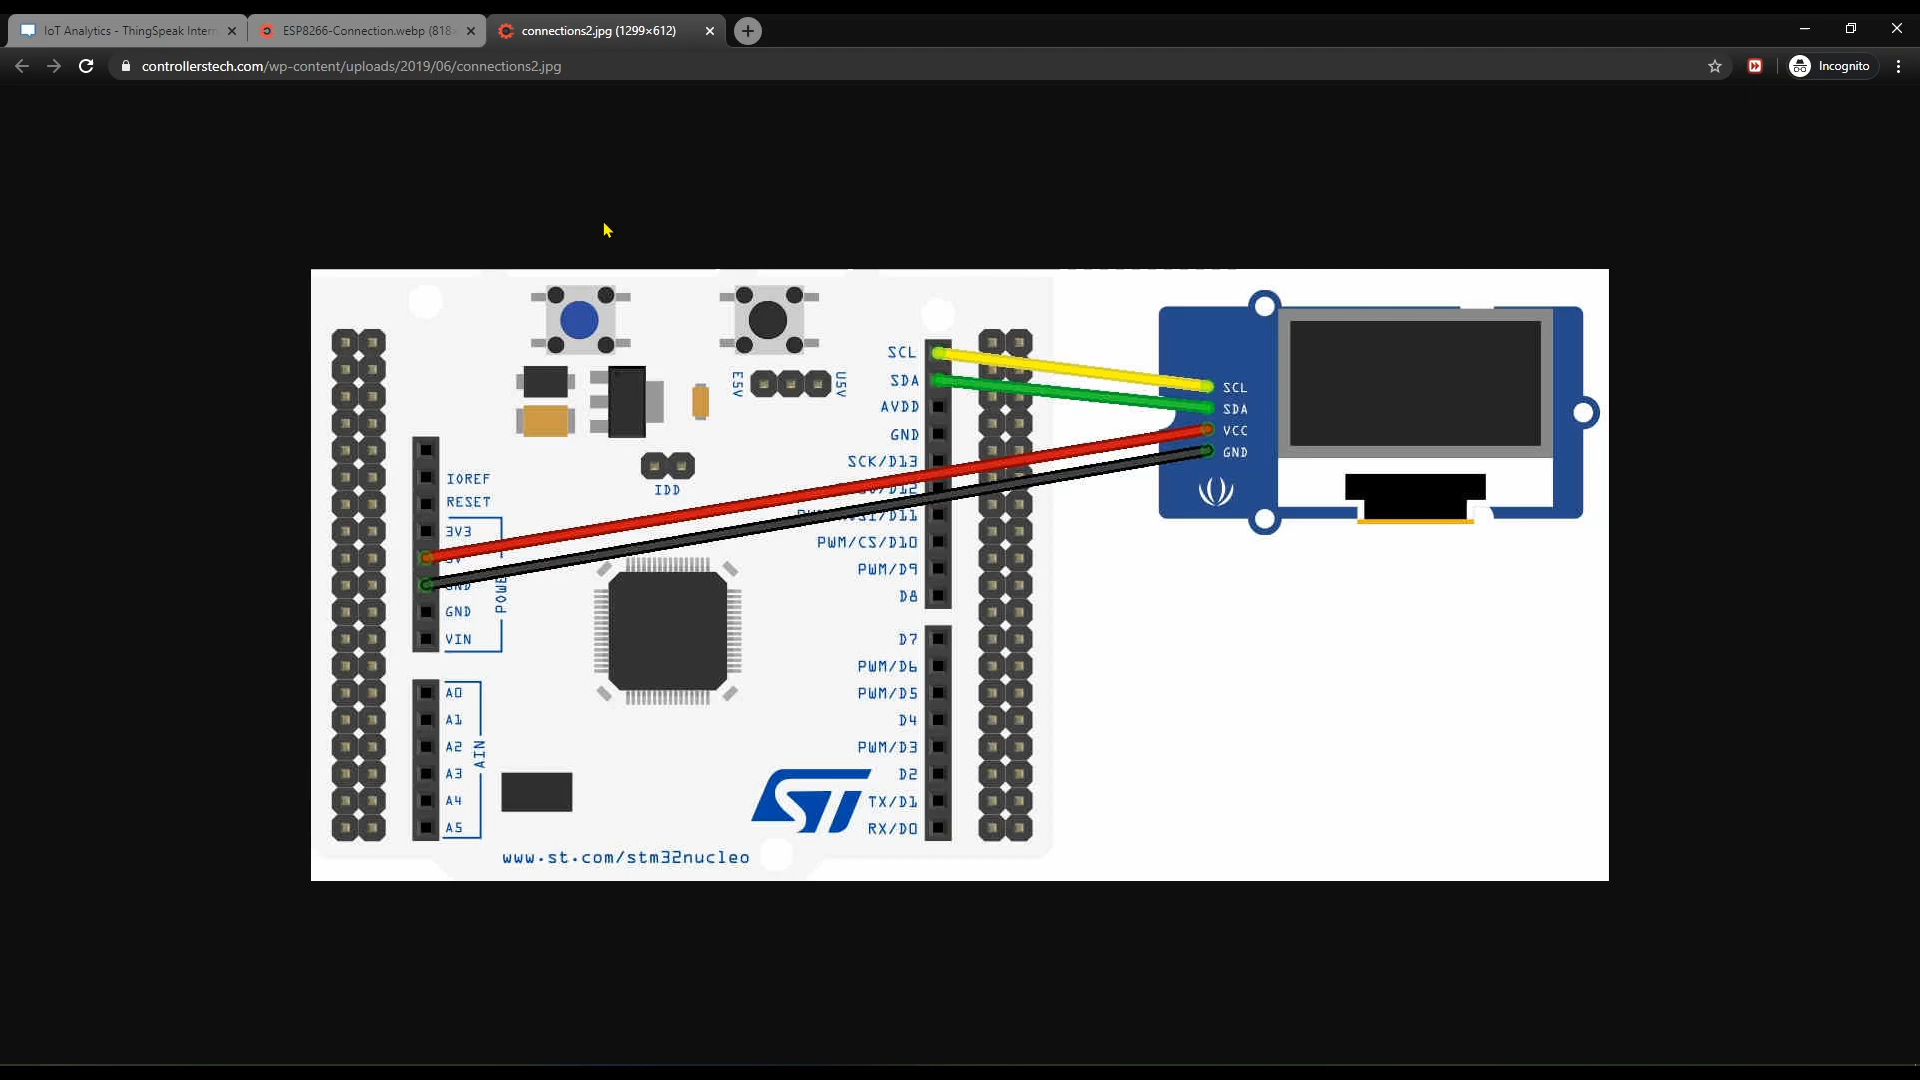 IoT Analytics - ThingSpeak Intern
ESP8266-Connection.webp (818
connections2.jpg (1299×612)
controllerstech.com/wp-content/uploads/2019/06/connections2.jpg
Incognito
E5V
U5V
IDD
IOREF
RESET
3V3
5V
GND
GND
VIN
POWER
A0
A1
A2
A3
A4
A5
AIN
SCL
SDA
AVDD
GND
SCK/D13
PWM/CS/D10
PWM/D9
D8
D7
PWM/D6
PWM/D5
D4
PWM/D3
D2
TX/D1
RX/D0
ST
www.st.com/stm32nucleo
SCL
SDA
VCC
GND